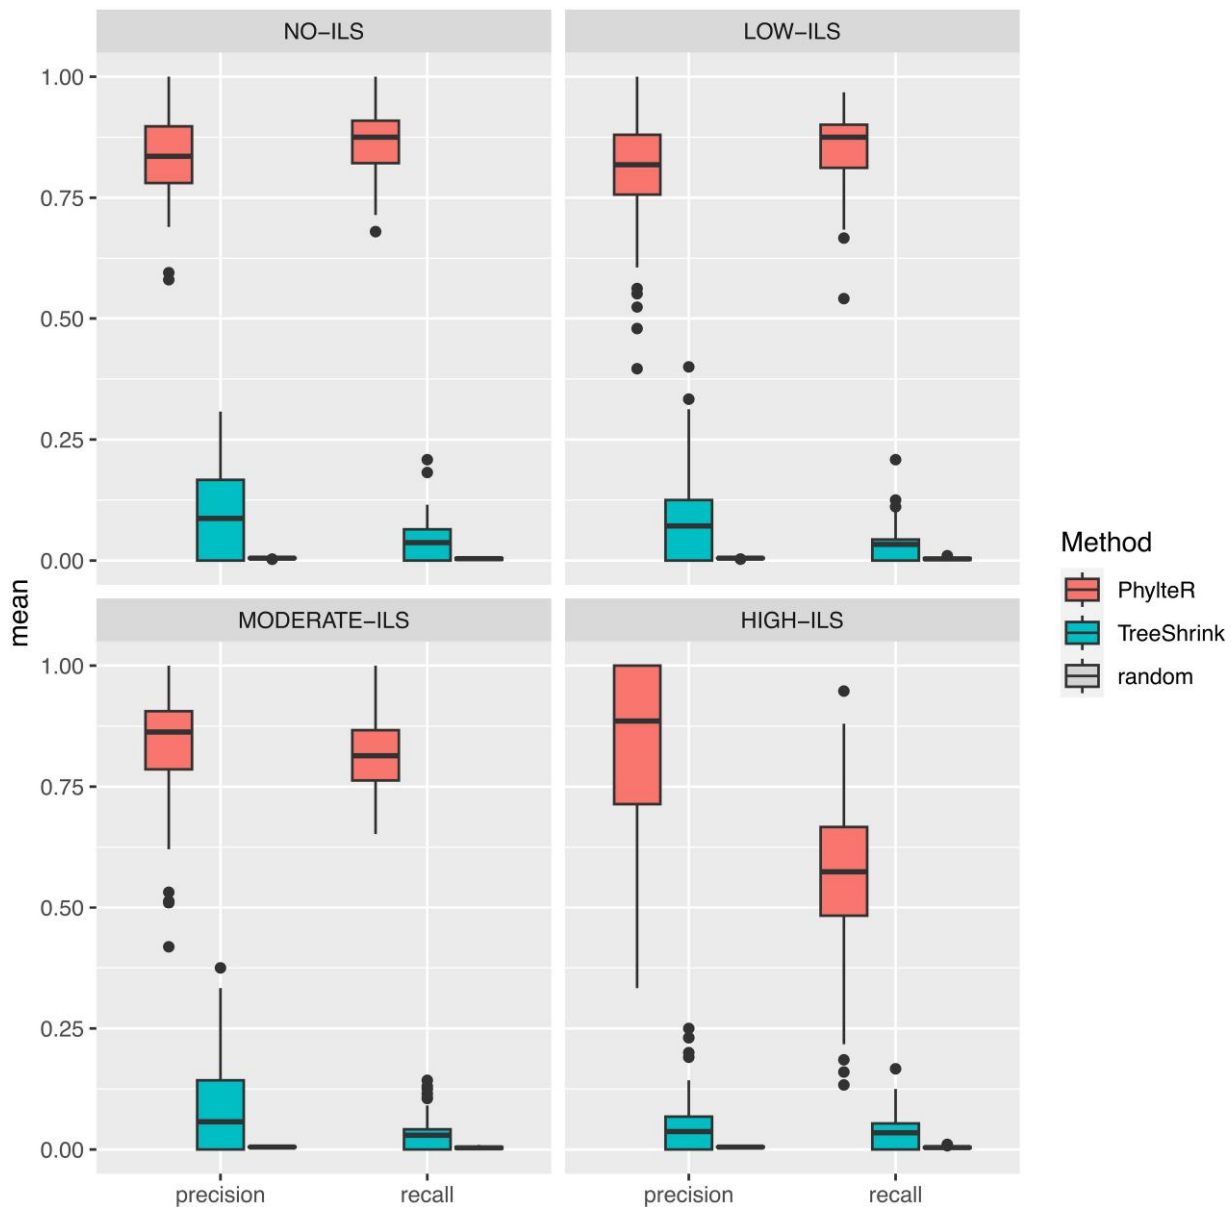 NO−ILS
LOW−ILS
1.00
0.75
0.50
0.25
0.00
MODERATE−ILS
HIGH−ILS
1.00
0.75
0.50
0.25
0.00
precision
recall
precision
recall
mean
Method
PhylteR
TreeShrink
random